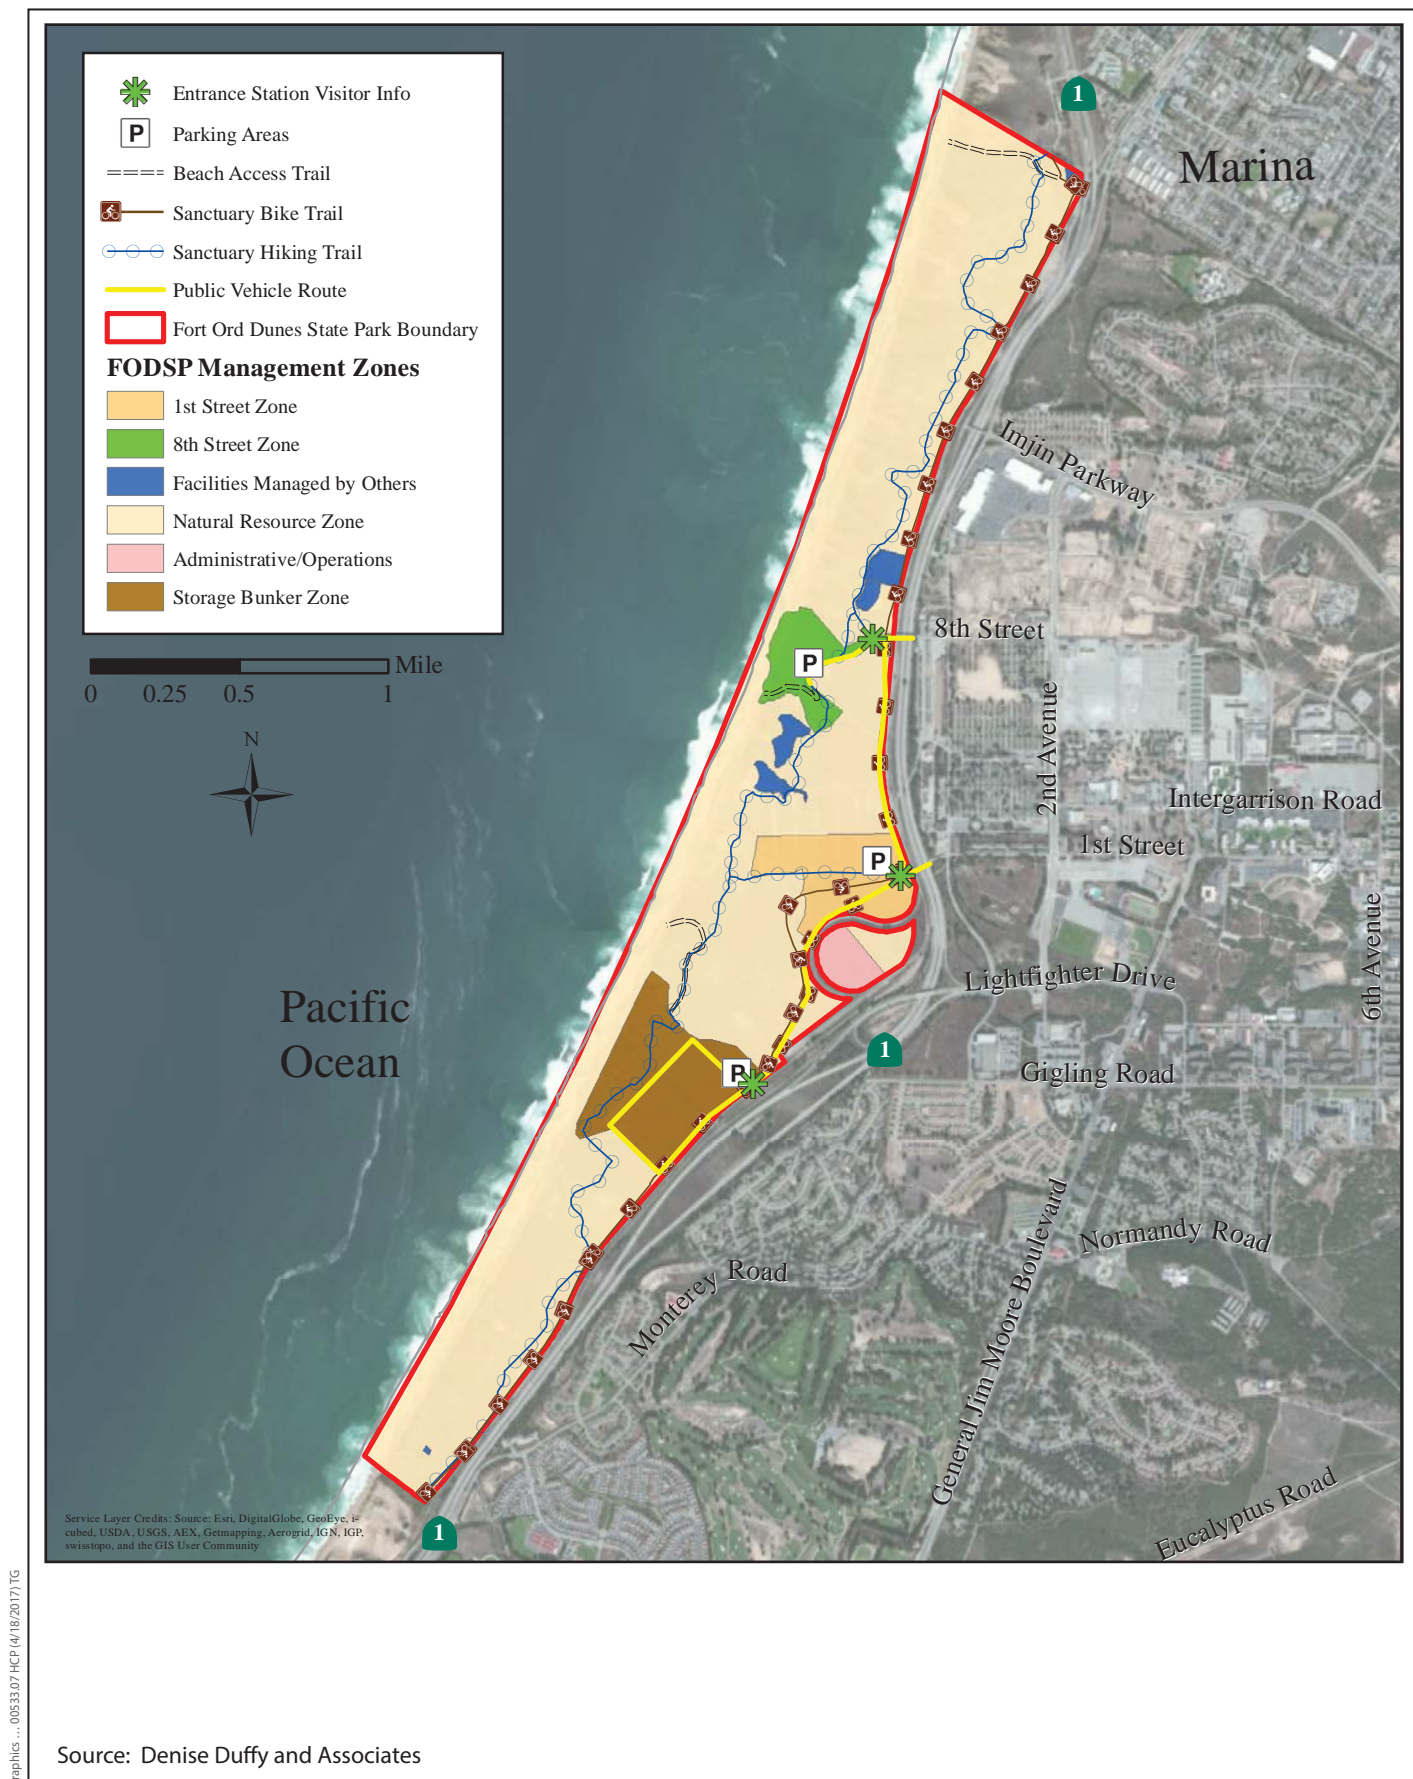 Entrance Station Visitor Info
P
Parking Areas
Beach Access Trail
Sanctuary Bike Trail
Sanctuary Hiking Trail
Public Vehicle Route
Fort Ord Dunes State Park Boundary
FODSP Management Zones
1st Street Zone
8th Street Zone
Facilities Managed by Others
Natural Resource Zone
Administrative/Operations
Storage Bunker Zone
Mile
0
0.25
0.5
1
N
1
Marina
Imjin Parkway
8th Street
P
2nd Avenue
Intergarrison Road
1st Street
P
6th Avenue
Lightfighter Drive
Pacific
Ocean
1
Gigling Road
P
Normandy Road
Monterey Road
General Jim Moore Boulevard
Eucalyptus Road
1
Service Layer Credits: Source: Esri, DigitalGlobe, GeoEye, i-
cubed, USDA, USGS, AEX, Getmapping, Aerogrid, IGN, IGP,
swisstopo, and the GIS User Community
raphics … 00533.07 HCP (4/18/2017) TG
Source: Denise Duffy and Associates